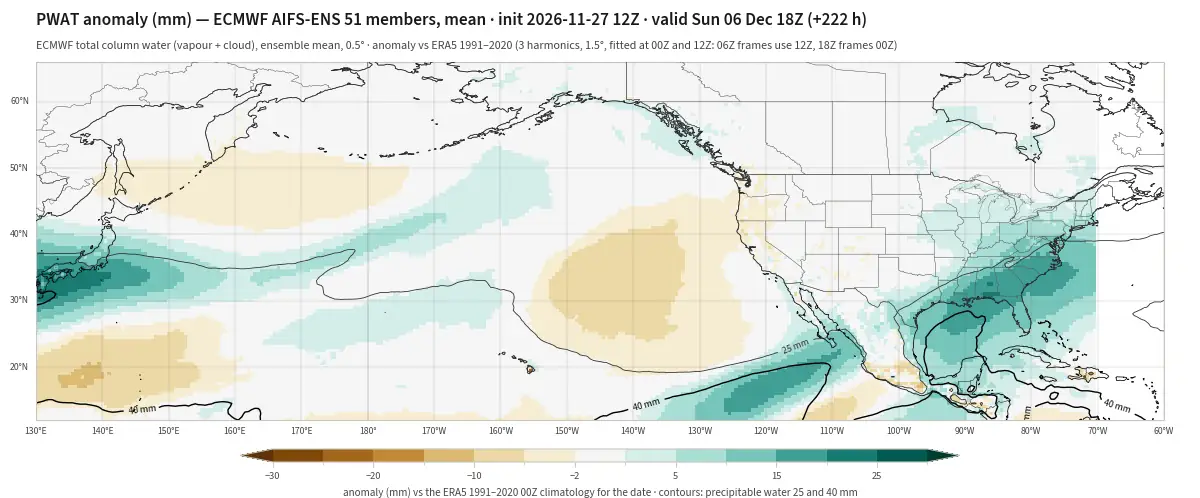 PWAT anomaly (mm) — ECMWF AIFS-ENS 51 members, mean · init 2026-11-27 12Z · valid Sun 06 Dec 18Z (+222 h)
ECMWF total column water (vapour + cloud), ensemble mean, 0.5° · anomaly vs ERA5 1991–2020 (3 harmonics, 1.5°, fitted at 00Z and 12Z: 06Z frames use 12Z, 18Z frames 00Z)
60°N
50°N
40°N
30°N
25 mm
20°N
40 mm
40 mm
40 mm
mm
130°E 140°E 150°E 160°E 170°E 180° 170°W 160°W 150°W 140°W 130°W 120°W 110°W 100°W 90°W 80°W 70°W 60°W
−30 −20 −10 −2 5 15 25
anomaly (mm) vs the ERA5 1991–2020 00Z climatology for the date · contours: precipitable water 25 and 40 mm